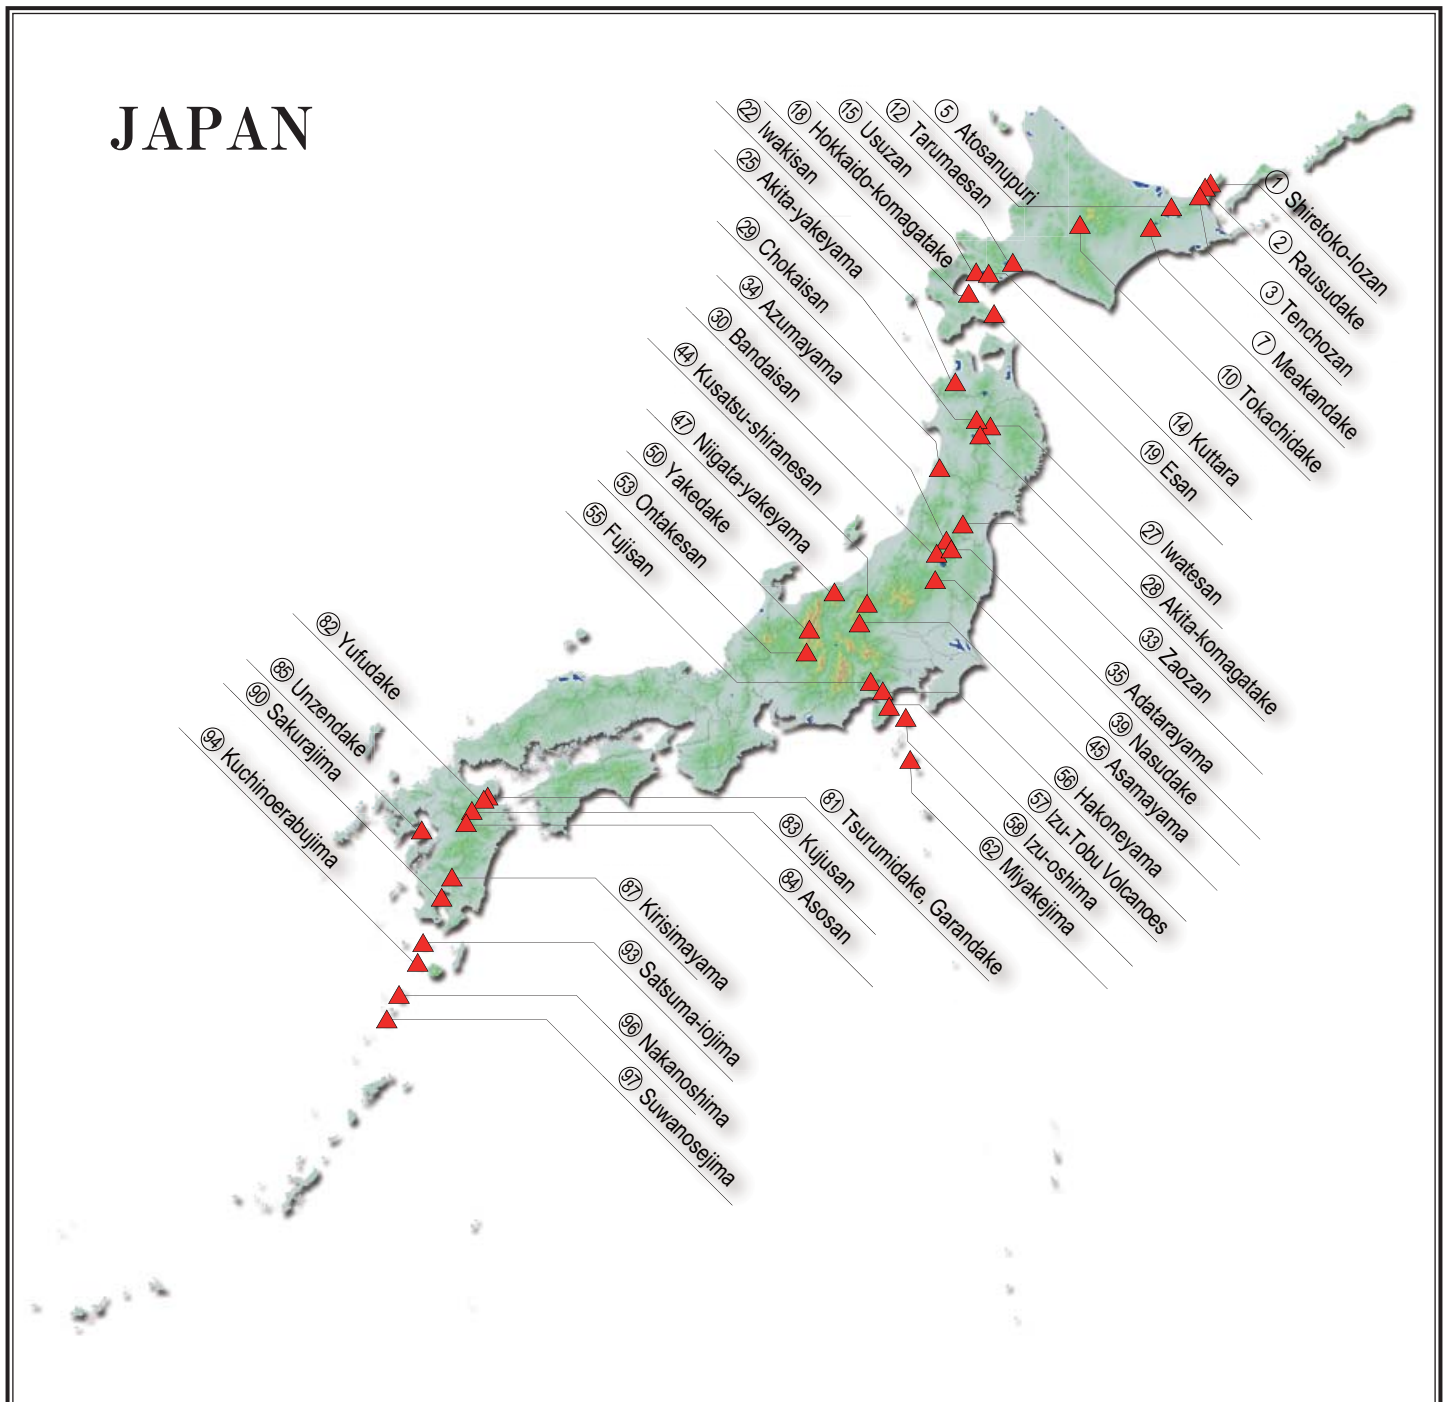 JAPAN
㉒ Iwakisan
⑱ Hokkaido-komagatake
⑮ Usuzan
⑫ Tarumaesan
⑤ Atosanupuri
㉕ Akita-yakeyama
㉙ Chokaisan
㉞ Azumayama
㉚ Bandaisan
㊹ Kusatsu-shiranesan
㊼ Niigata-yakeyama
㊿ Yakedake
53 Ontakesan
55 Fujisan
① Shiretoko-Iozan
② Rausudake
③ Tenchozan
⑦ Meakandake
⑩ Tokachidake
⑭ Kuttara
⑲ Esan
㉗ Iwatesan
㉘ Akita-komagatake
㉝ Zaozan
㉟ Adatarayama
㊴ Nasudake
㊺ Asamayama
56 Hakoneyama
57 Izu-Tobu Volcanoes
58 Izu-oshima
62 Miyakejima
82 Yufudake
85 Unzendake
90 Sakurajima
94 Kuchinoerabujima
81 Tsurumidake, Garandake
83 Kujusan
84 Asosan
87 Kirisimayama
93 Satsuma-iojima
96 Nakanoshima
97 Suwanosejima